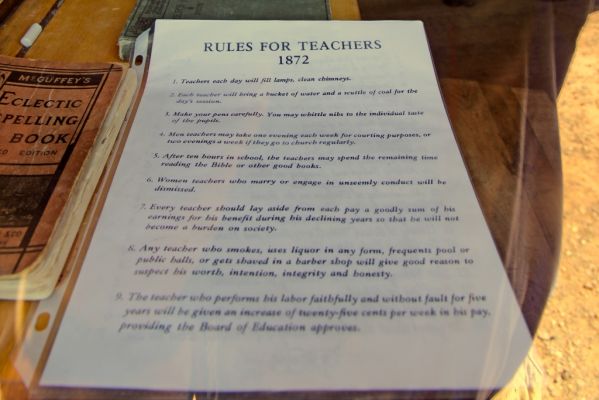 McGUFFEY'S
ECLECTIC
SPELLING
BOOK
ED EDITION
RULES FOR TEACHERS
1872
1. Teachers each day will fill lamps, clean chimneys.
2. Each teacher will bring a bucket of water and a scuttle of coal for the
day's session.
3. Make your pens carefully. You may whittle nibs to the individual taste
of the pupils.
4. Men teachers may take one evening each week for courting purposes, or
two evenings a week if they go to church regularly.
5. After ten hours in school, the teachers may spend the remaining time
reading the Bible or other good books.
6. Women teachers who marry or engage in unseemly conduct will be
dismissed.
7. Every teacher should lay aside from each pay a goodly sum of his
earnings for his benefit during his declining years so that he will not
become a burden on society.
8. Any teacher who smokes, uses liquor in any form, frequents pool or
public halls, or gets shaved in a barber shop will give good reason to
suspect his worth, intention, integrity and honesty.
9. The teacher who performs his labor faithfully and without fault for five
years will be given an increase of twenty-five cents per week in his pay,
providing the Board of Education approves.